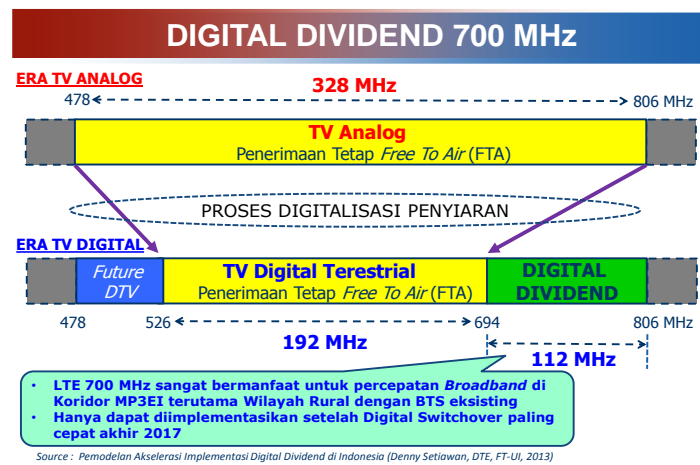 DIGITAL DIVIDEND 700 MHz
ERA TV ANALOG
328 MHz
478
806 MHz
TV Analog
Penerimaan Tetap Free To Air (FTA)
PROSES DIGITALISASI PENYIARAN
ERA TV DIGITAL
Future
DTV
TV Digital Terestrial
Penerimaan Tetap Free To Air (FTA)
DIGITAL
DIVIDEND
478
526
694
806 MHz
192 MHz
112 MHz
• LTE 700 MHz sangat bermanfaat untuk percepatan Broadband di
Koridor MP3EI terutama Wilayah Rural dengan BTS eksisting
• Hanya dapat diimplementasikan setelah Digital Switchover paling
cepat akhir 2017
Source : Pemodelan Akselerasi Implementasi Digital Dividend di Indonesia (Denny Setiawan, DTE, FT-UI, 2013)